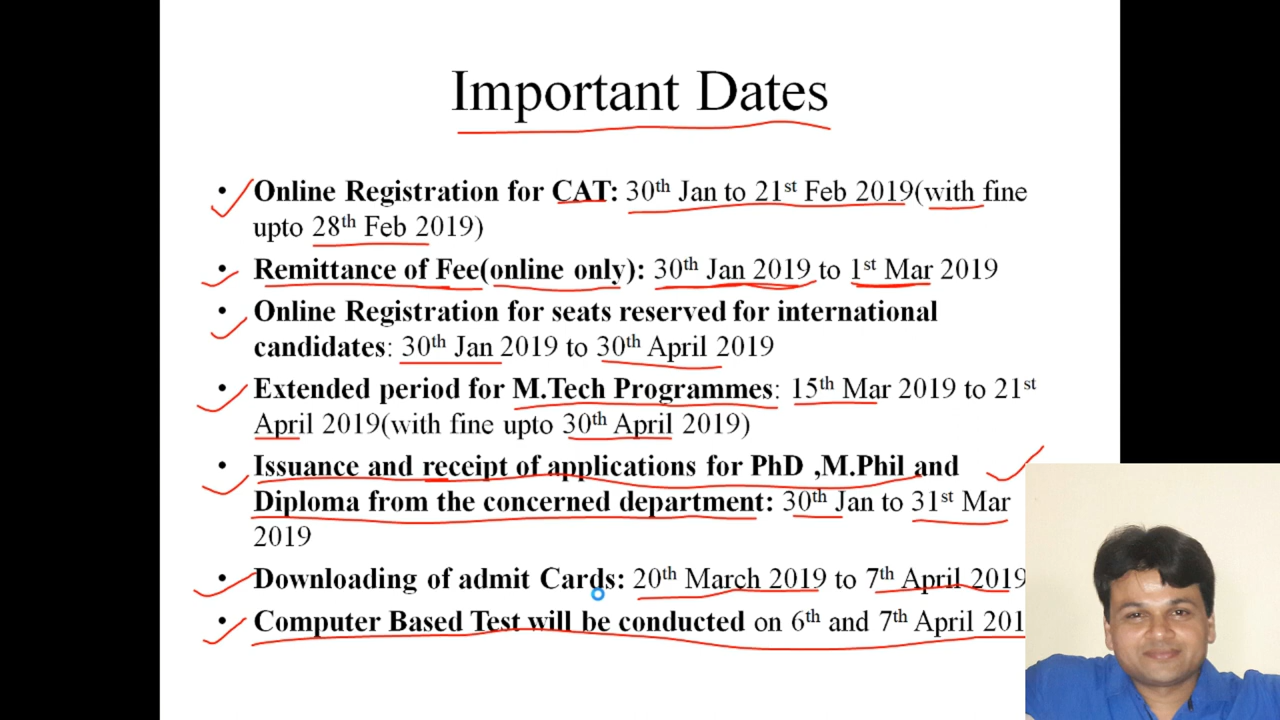 Important Dates
• Online Registration for CAT: 30th Jan to 21st Feb 2019(with fine
upto 28th Feb 2019)
• Remittance of Fee(online only): 30th Jan 2019 to 1st Mar 2019
• Online Registration for seats reserved for international
candidates: 30th Jan 2019 to 30th April 2019
• Extended period for M.Tech Programmes: 15th Mar 2019 to 21st
April 2019(with fine upto 30th April 2019)
• Issuance and receipt of applications for PhD ,M.Phil and
Diploma from the concerned department: 30th Jan to 31st Mar
2019
• Downloading of admit Cards: 20th March 2019 to 7th April 2019
• Computer Based Test will be conducted on 6th and 7th April 201